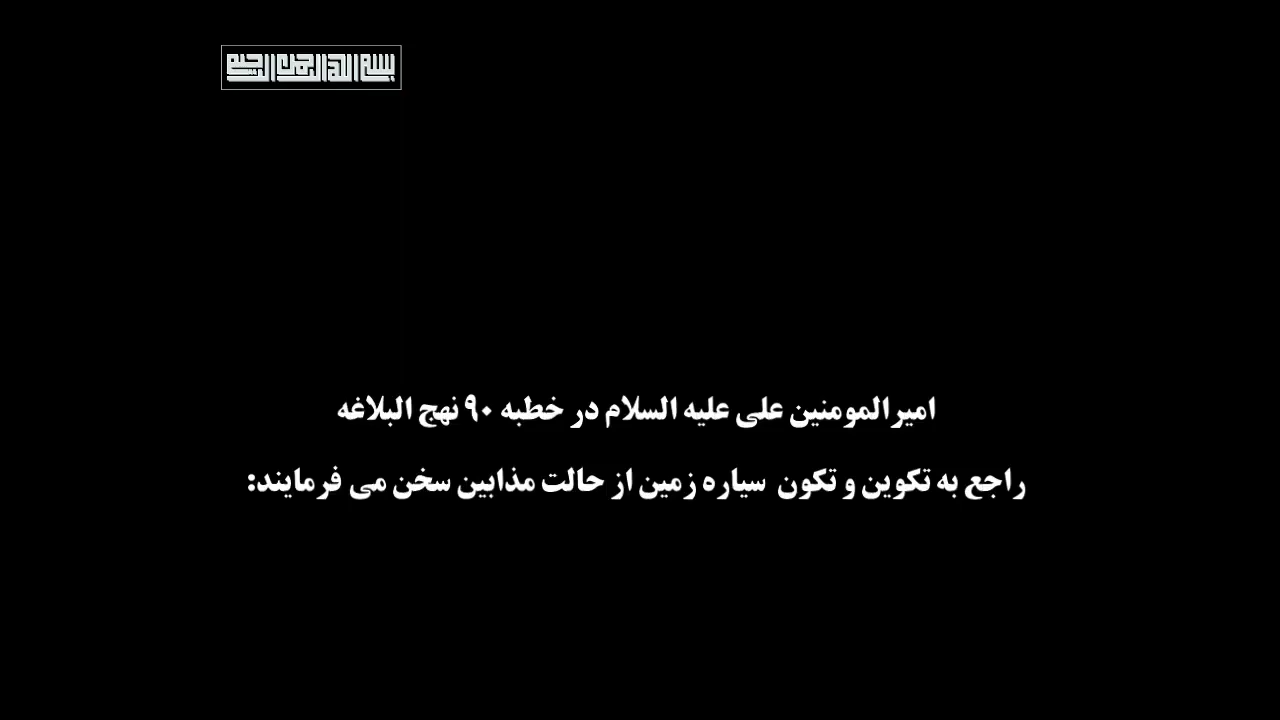 بسم الله الرحمن الرحیم
امیرالمومنین علی علیه السلام در خطبه ۹۰ نهج البلاغه
راجع به تکوین و تکون سیاره زمین از حالت مذابین سخن می فرمایند: